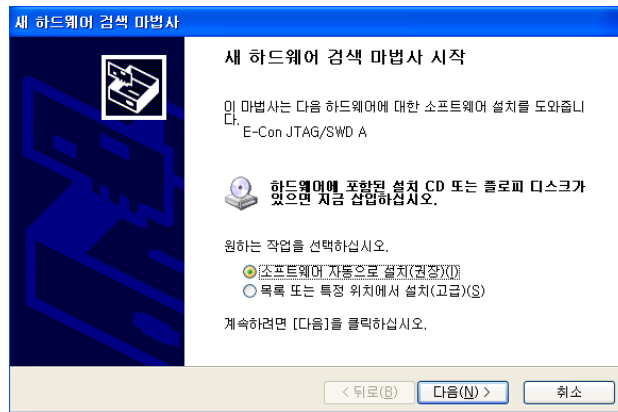 새 하드웨어 검색 마법사
새 하드웨어 검색 마법사 시작
이 마법사는 다음 하드웨어에 대한 소프트웨어 설치를 도와줍니
다.
E-Con JTAG/SWD A
하드웨어에 포함된 설치 CD 또는 플로피 디스크가
있으면 지금 삽입하십시오.
원하는 작업을 선택하십시오.
소프트웨어 자동으로 설치(권장)(I)
목록 또는 특정 위치에서 설치(고급)(S)
계속하려면 [다음]을 클릭하십시오.
< 뒤로(B) 다음(N) > 취소